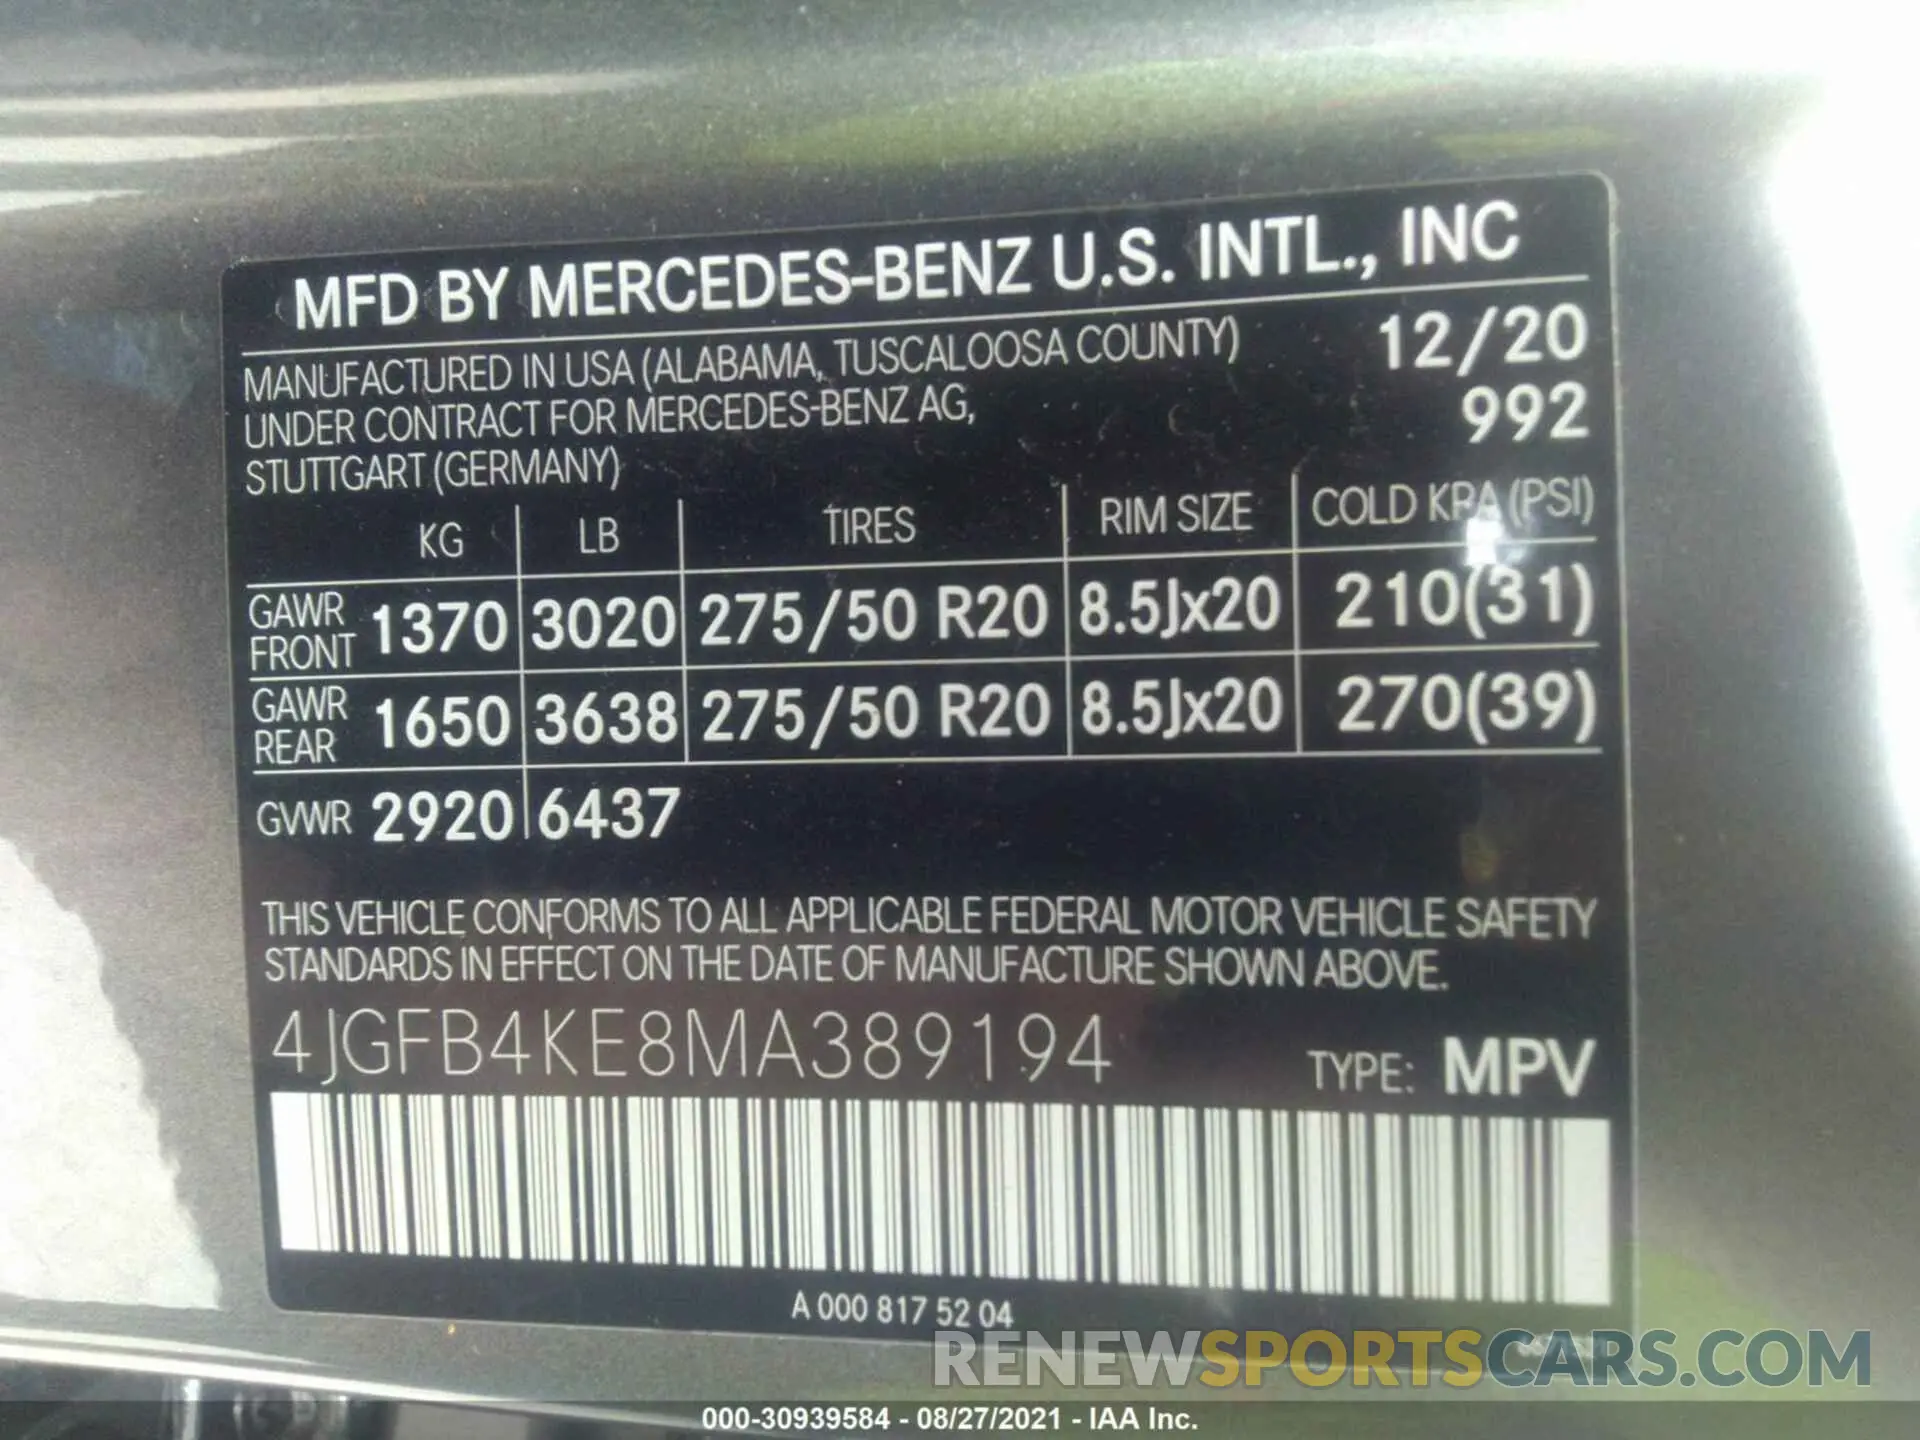 MFD BY MERCEDES-BENZ U.S. INTL., INC
MANUFACTURED IN USA (ALABAMA, TUSCALOOSA COUNTY) 12/20
UNDER CONTRACT FOR MERCEDES-BENZ AG, 992
STUTTGART (GERMANY)
KG LB TIRES RIM SIZE COLD KPA (PSI)
GAWR FRONT 1370 3020 275/50 R20 8.5Jx20 210(31)
GAWR REAR 1650 3638 275/50 R20 8.5Jx20 270(39)
GVWR 2920 6437
THIS VEHICLE CONFORMS TO ALL APPLICABLE FEDERAL MOTOR VEHICLE SAFETY
STANDARDS IN EFFECT ON THE DATE OF MANUFACTURE SHOWN ABOVE.
4JGFB4KE8MA389194 TYPE: MPV
A 000 817 52 04
RENEWSPORTSCARS.COM
000-30939584 - 08/27/2021 - IAA Inc.